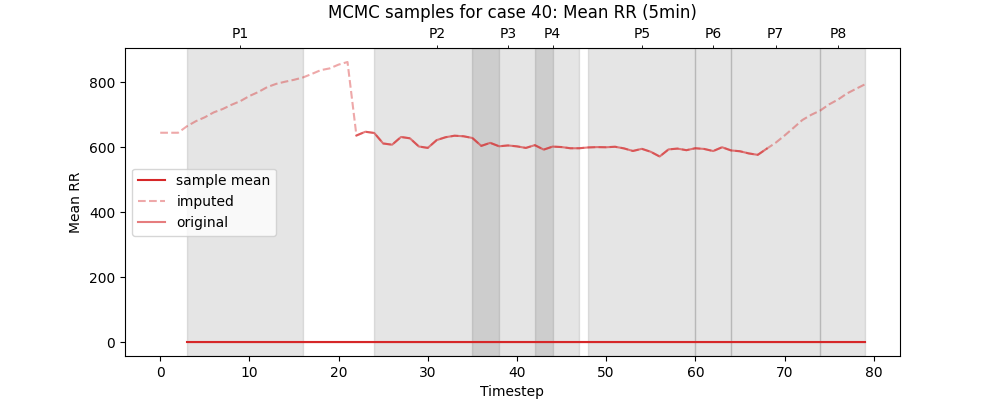 MCMC samples for case 40: Mean RR (5min)
P1 P2 P3 P4 P5 P6 P7 P8
800
600
400
200
0
Mean RR
sample mean
imputed
original
0 10 20 30 40 50 60 70 80
Timestep